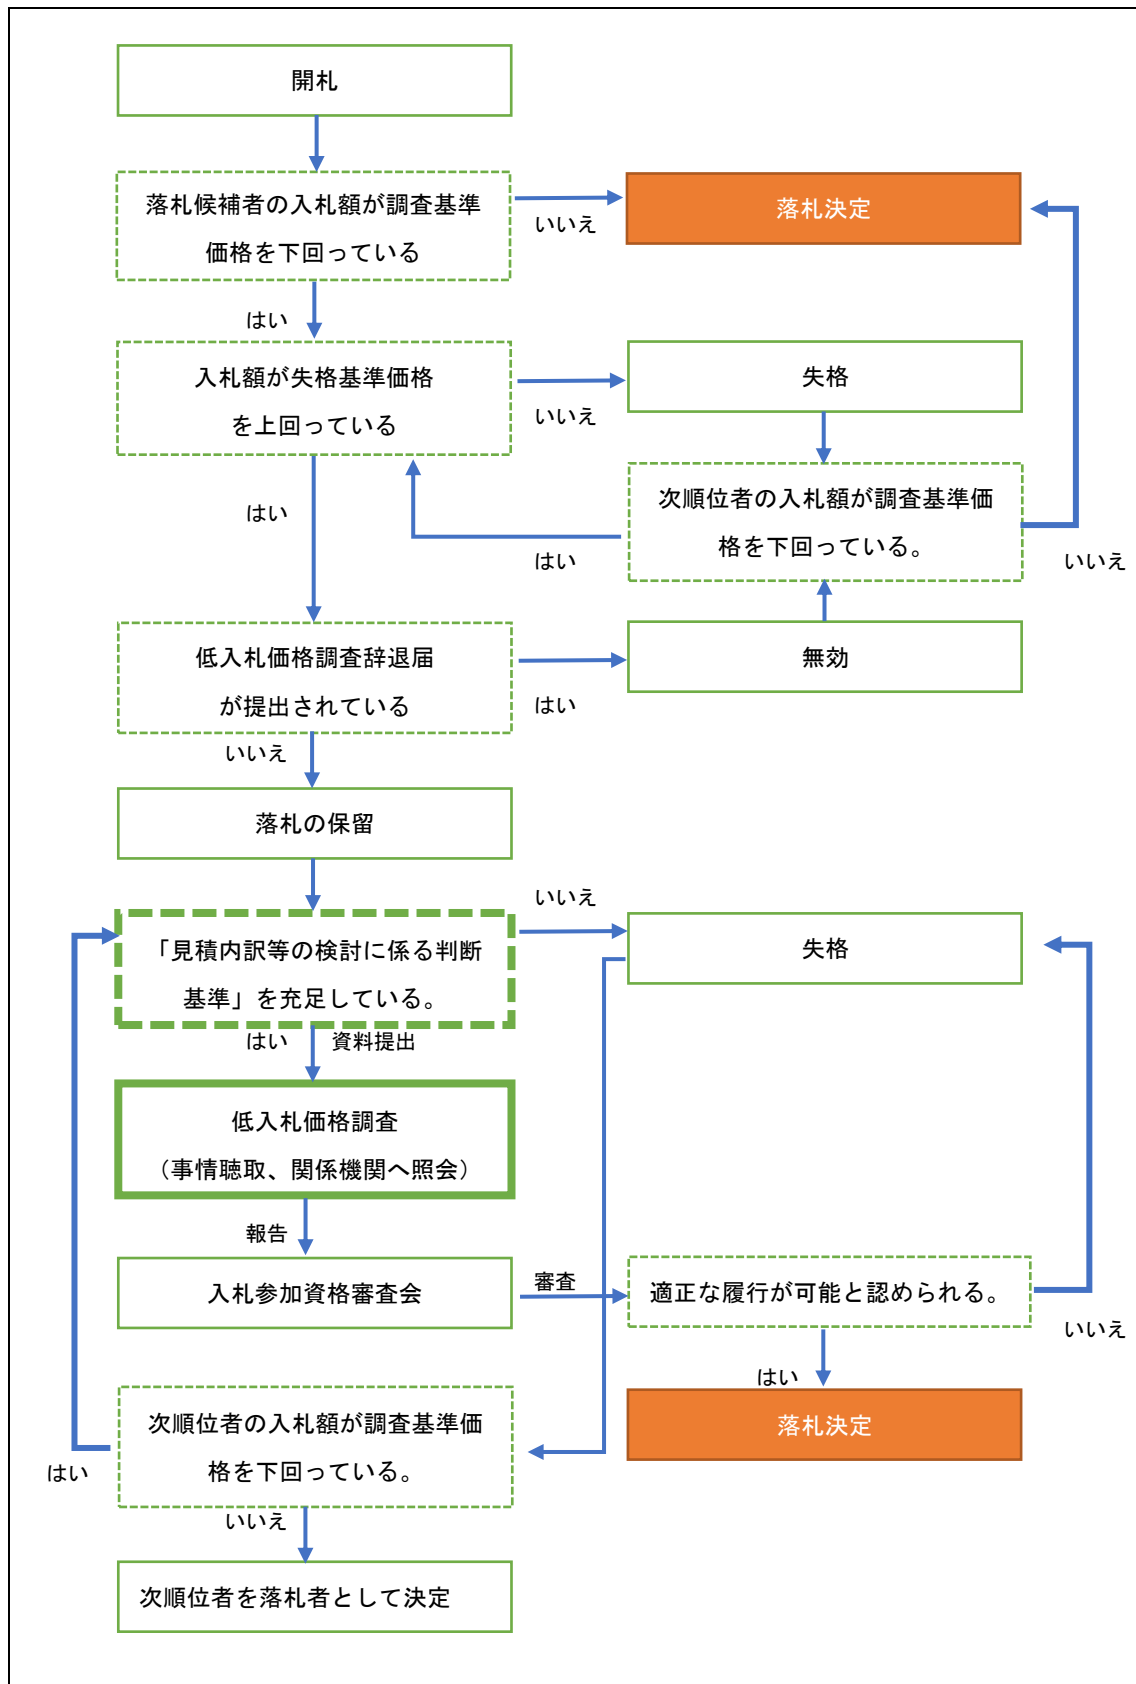 開札
落札候補者の入札額が調査基準
価格を下回っている
いいえ
落札決定
はい
入札額が失格基準価格
を上回っている
いいえ
失格
はい
次順位者の入札額が調査基準価
格を下回っている。
はい
いいえ
低入札価格調査辞退届
が提出されている
はい
無効
いいえ
落札の保留
いいえ
「見積内訳等の検討に係る判断
基準」を充足している。
失格
はい
資料提出
低入札価格調査
（事情聴取、関係機関へ照会）
報告
入札参加資格審査会
審査
適正な履行が可能と認められる。
いいえ
はい
落札決定
次順位者の入札額が調査基準価
格を下回っている。
はい
いいえ
次順位者を落札者として決定